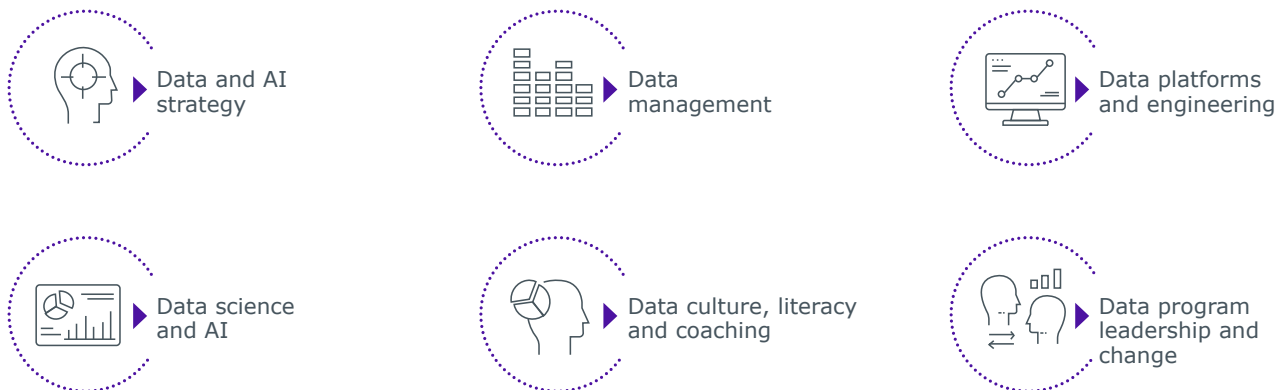 Data and AI
strategy
Data
management
Data platforms
and engineering
Data science
and AI
Data culture, literacy
and coaching
Data program
leadership and
change